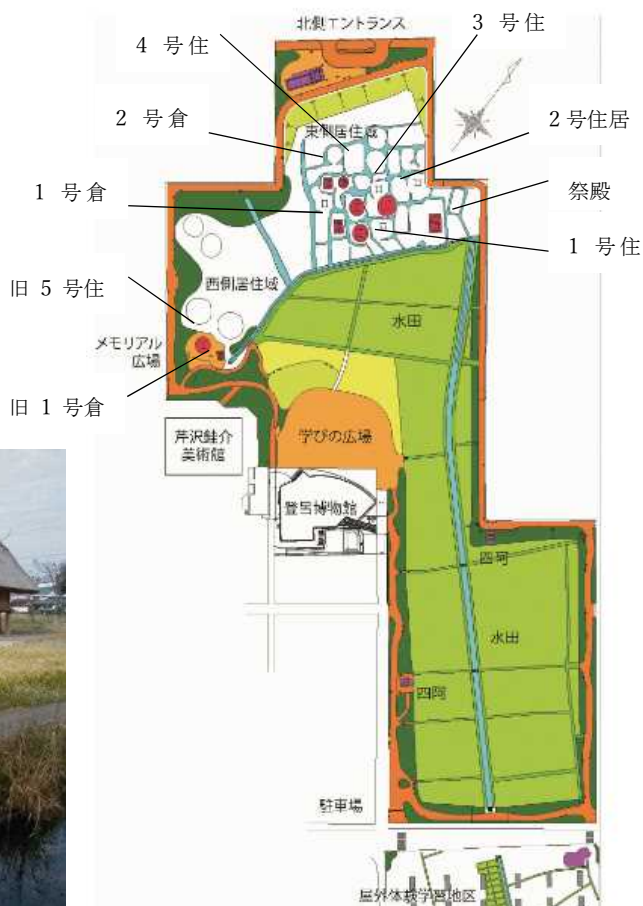 北側エントランス
4 号住
3 号住
2 号倉
東側居住域
2号住居
1 号倉
祭殿
1 号住
西側居住域
旧 5 号住
水田
メモリアル
広場
旧 1 号倉
芹沢銈介
美術館
学びの広場
登呂博物館
四阿
水田
四阿
駐車場
屋外体験学習地区